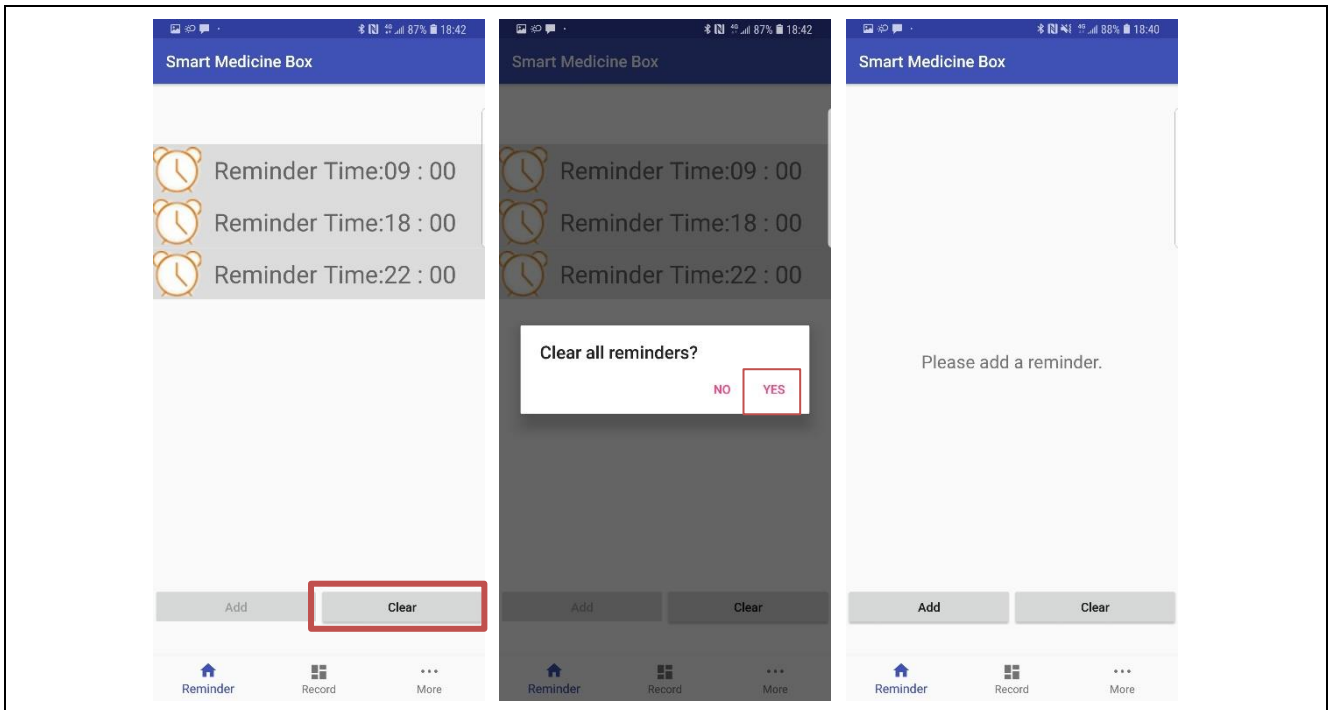 87% 18:42
Smart Medicine Box
Reminder Time:09 : 00
Reminder Time:18 : 00
Reminder Time:22 : 00
Add
Clear
Reminder
Record
More
87% 18:42
Smart Medicine Box
Reminder Time:09 : 00
Reminder Time:18 : 00
Reminder Time:22 : 00
Clear all reminders?
NO
YES
Add
Clear
Reminder
Record
More
88% 18:40
Smart Medicine Box
Please add a reminder.
Add
Clear
Reminder
Record
More